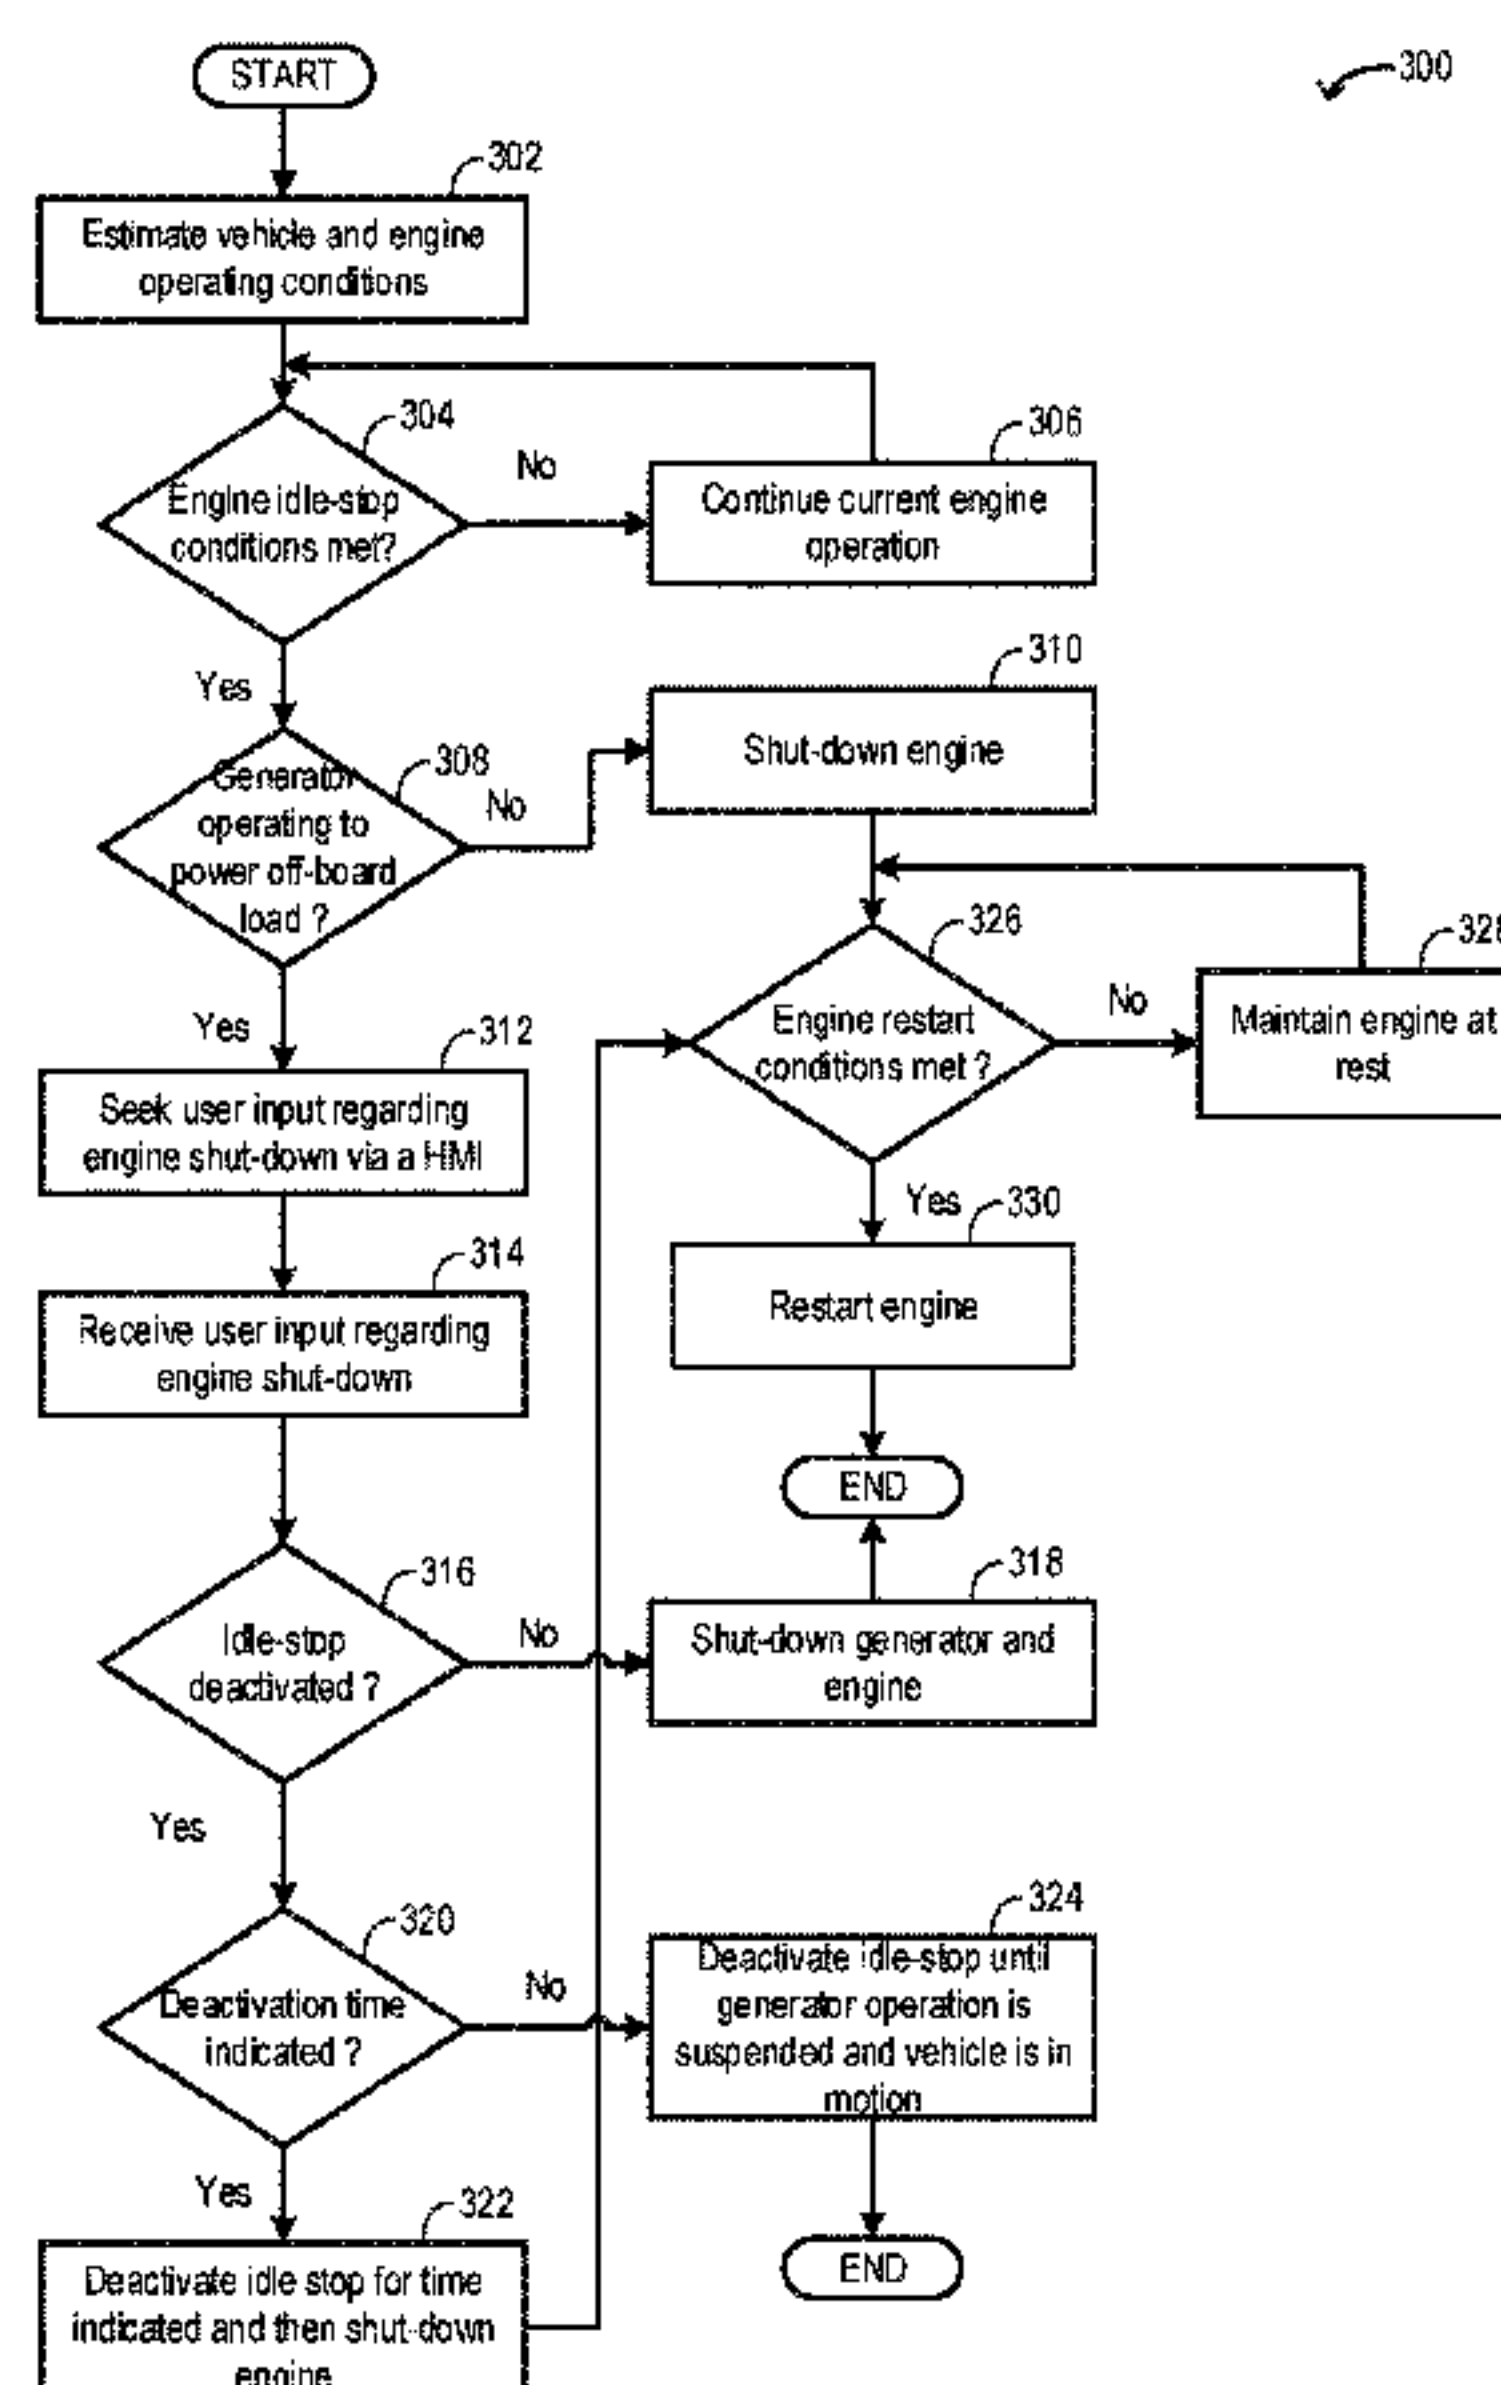 START
300
302
Estimate vehicle and engine
operating conditions
304
Engine idle-stop
conditions met?
No
306
Continue current engine
operation
Yes
308
Generator
operating to
power off-board
load ?
No
310
Shut-down engine
326
Engine restart
conditions met ?
No
328
Maintain engine at
rest
Yes
312
Seek user input regarding
engine shut-down via a HMI
Yes
330
Restart engine
314
Receive user input regarding
engine shut-down
END
316
Idle-stop
deactivated ?
No
318
Shut-down generator and
engine
Yes
320
Deactivation time
indicated ?
No
324
Deactivate idle-stop until
generator operation is
suspended and vehicle is in
motion
Yes
322
Deactivate idle stop for time
indicated and then shut-down
engine
END